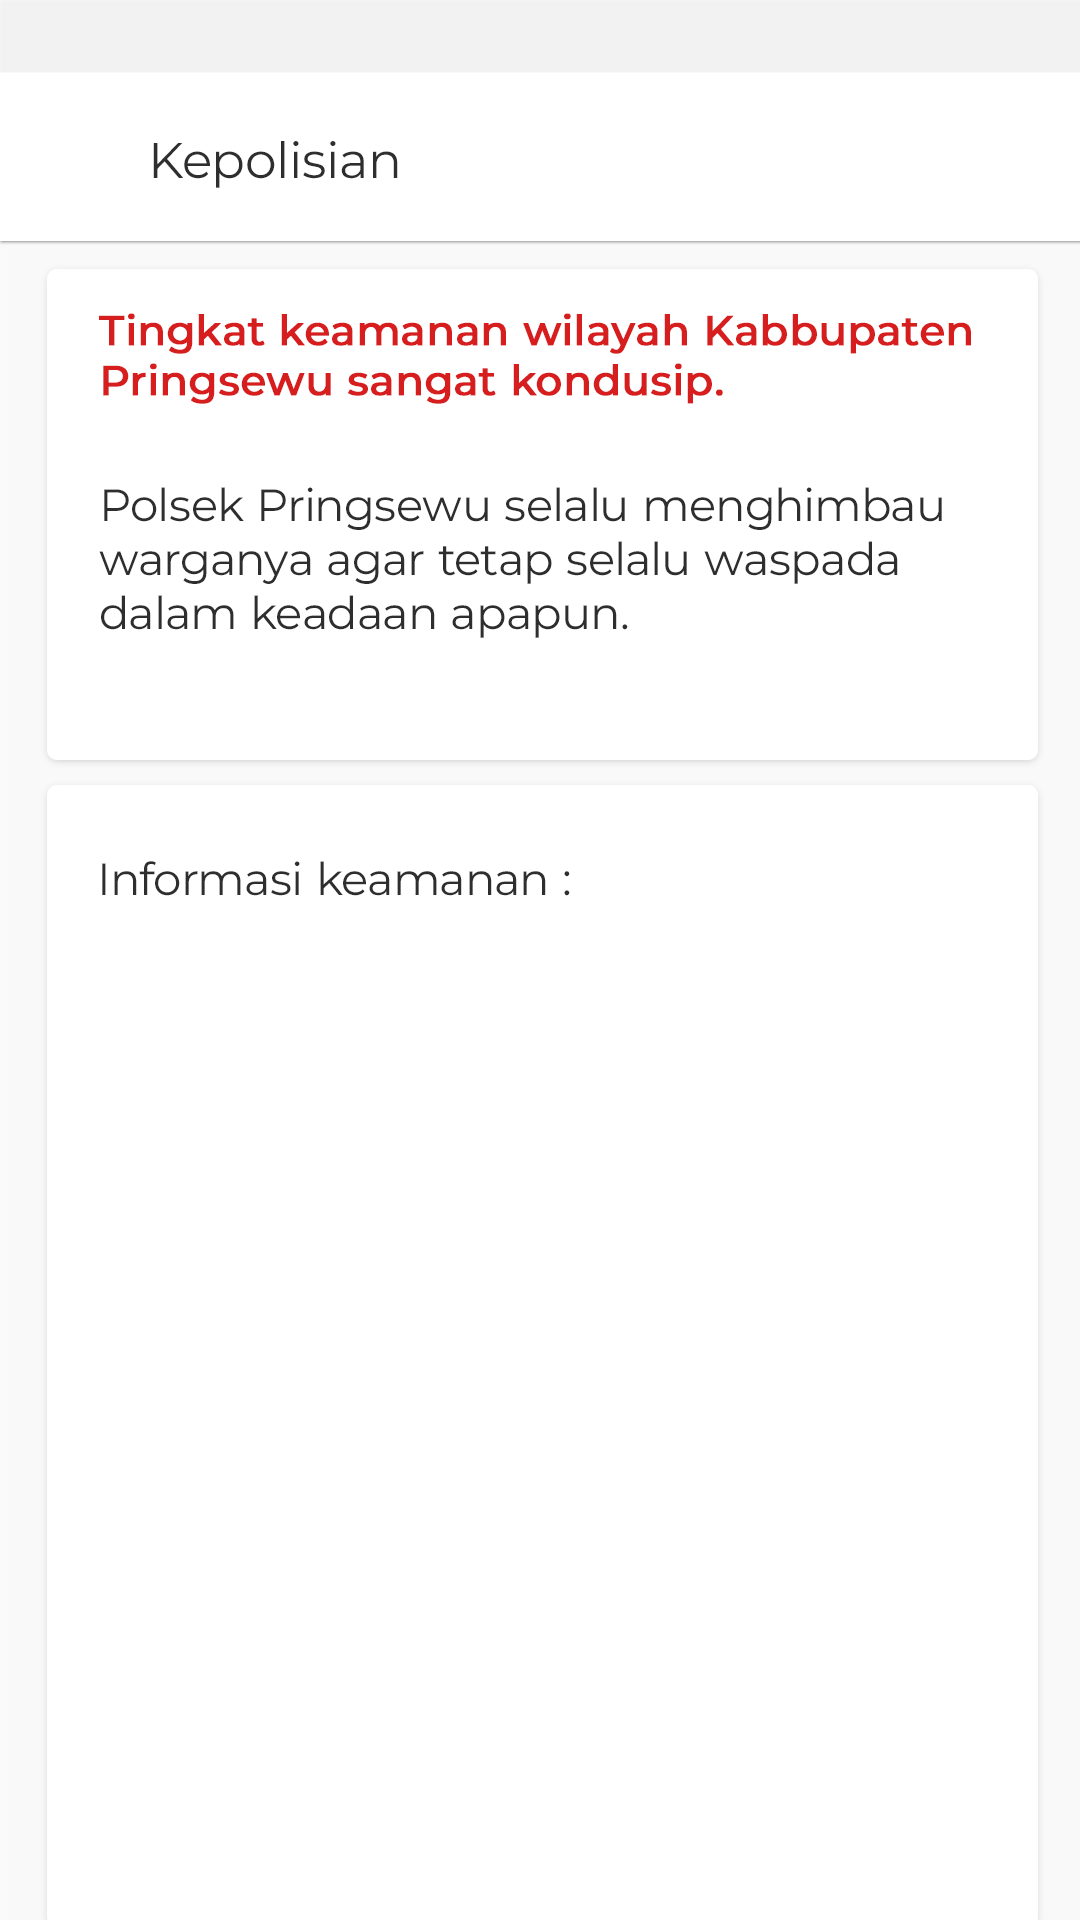 Kepolisian
Tingkat keamanan wilayah Kabbupaten
Pringsewu sangat kondusip.
Polsek Pringsewu selalu menghimbau
warganya agar tetap selalu waspada
dalam keadaan apapun.
Informasi keamanan :